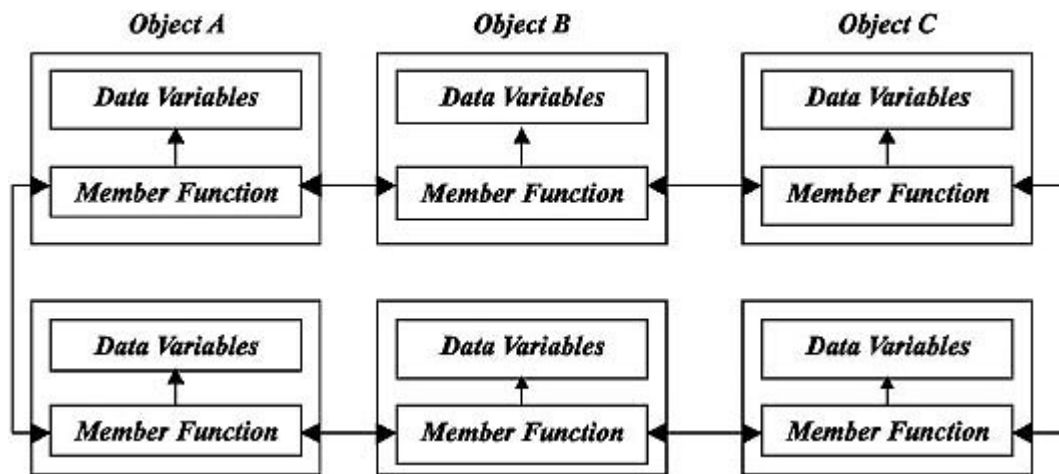 Object A Object B Object C
Data Variables Data Variables Data Variables
Member Function Member Function Member Function
Data Variables Data Variables Data Variables
Member Function Member Function Member Function